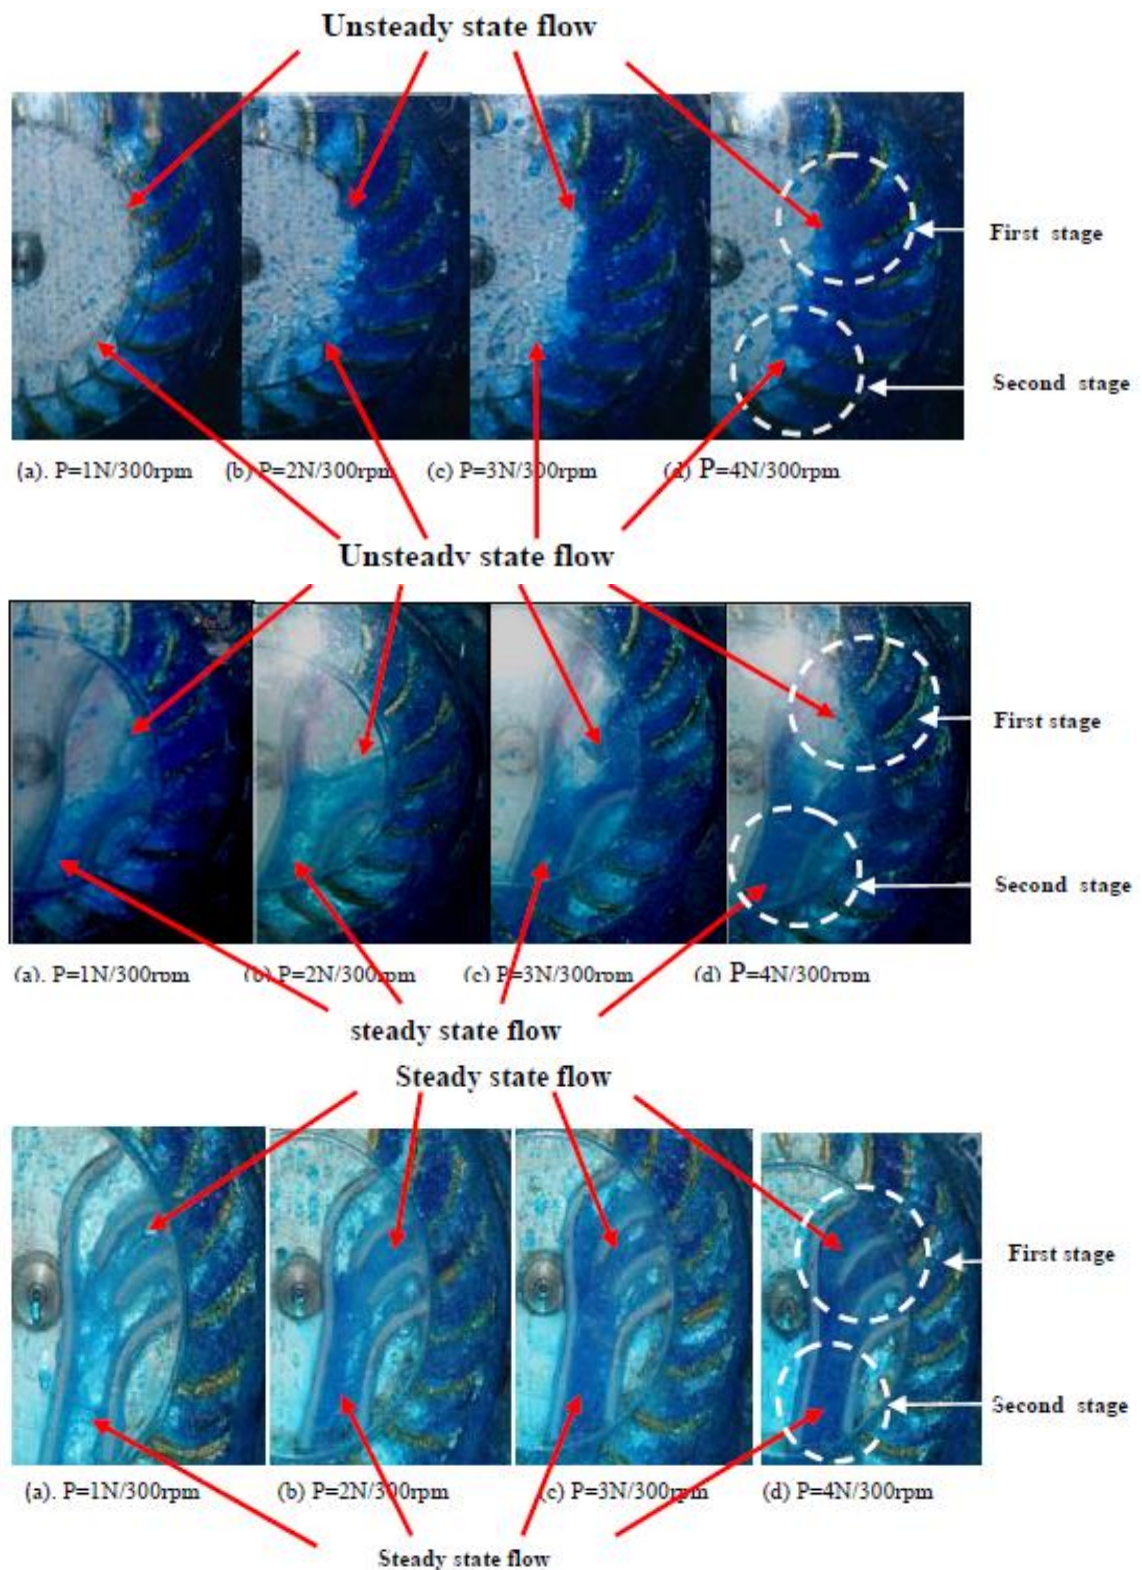 Unsteady state flow
First stage
Second stage
(a). P=1N/300rpm (b) P=2N/300rpm (c) P=3N/300rpm (d) P=4N/300rpm
Unsteady state flow
First stage
Second stage
(a). P=1N/300rpm (b) P=2N/300rpm (c) P=3N/300rpm (d) P=4N/300rpm
steady state flow
Steady state flow
First stage
Second stage
(a). P=1N/300rpm (b) P=2N/300rpm (c) P=3N/300rpm (d) P=4N/300rpm
Steady state flow